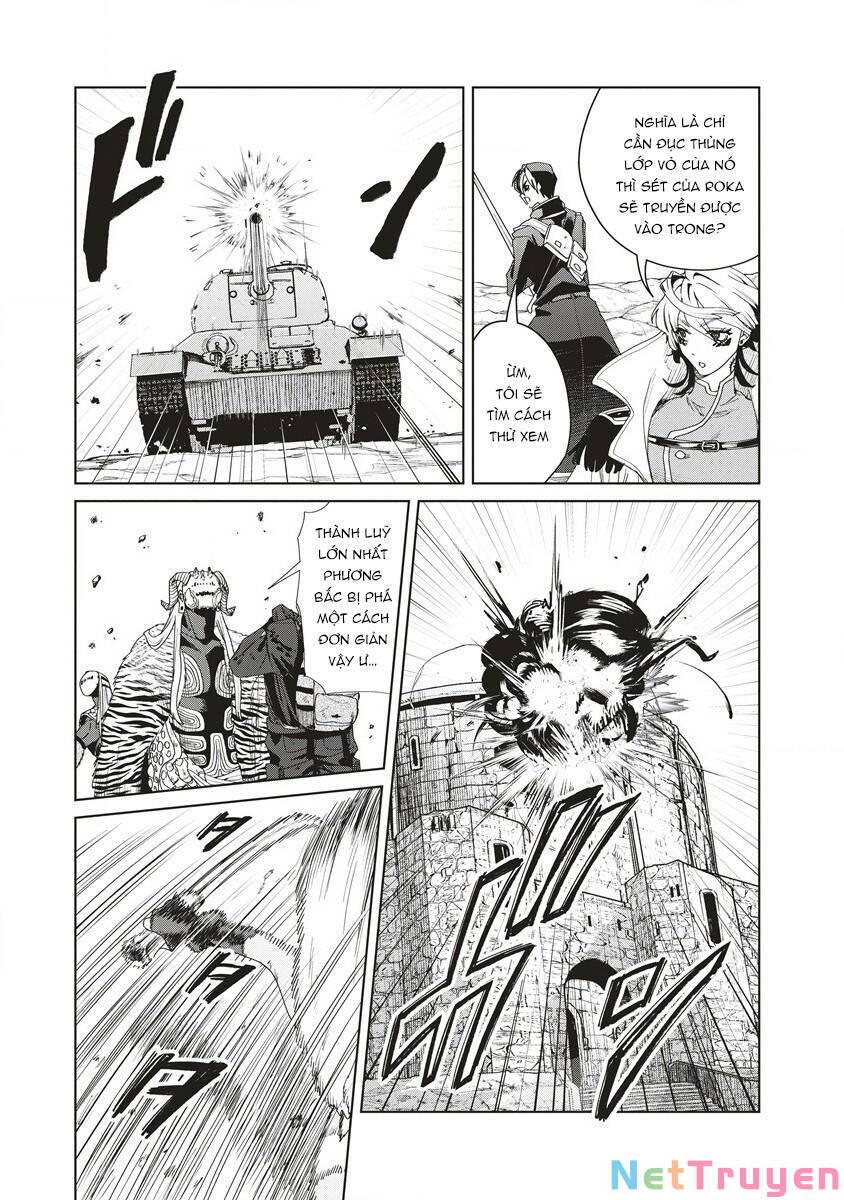 NGHĨA LÀ CHỈ
CẦN ĐỤC THỦNG
LỚP VỎ CỦA NÓ
THÌ SÉT CỦA ROKA
SẼ TRUYỀN ĐƯỢC
VÀO TRONG?
ỪM,
TÔI SẼ
TÌM CÁCH
THỬ XEM
ドン
THÀNH LUỸ
LỚN NHẤT
PHƯƠNG
BẮC BỊ PHÁ
MỘT CÁCH
ĐƠN GIẢN
VẬY Ư...
タ
タ
タ
NetTruyen